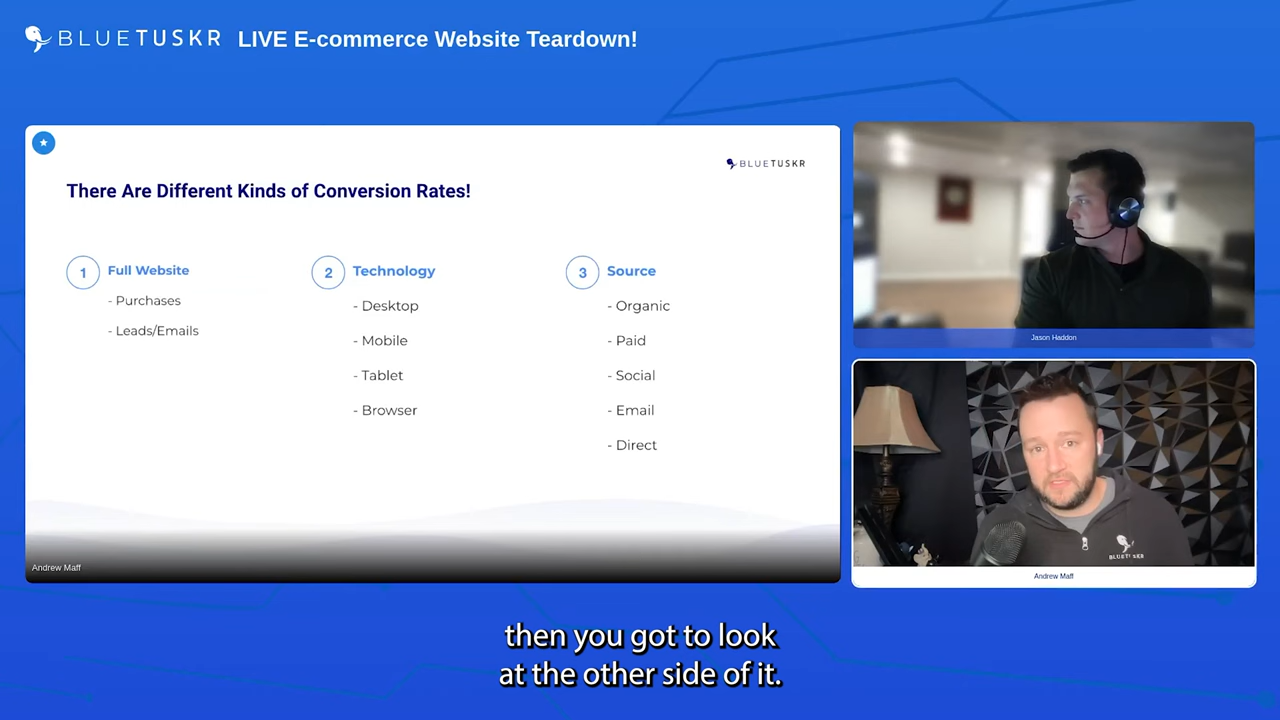 BLUETUSKR LIVE E-commerce Website Teardown!
BLUETUSKR
There Are Different Kinds of Conversion Rates!
1 Full Website
- Purchases
- Leads/Emails
2 Technology
- Desktop
- Mobile
- Tablet
- Browser
3 Source
- Organic
- Paid
- Social
- Email
- Direct
Andrew Maff
Jason Haddon
BLUETUSKR
Andrew Maff
then you got to look
at the other side of it.